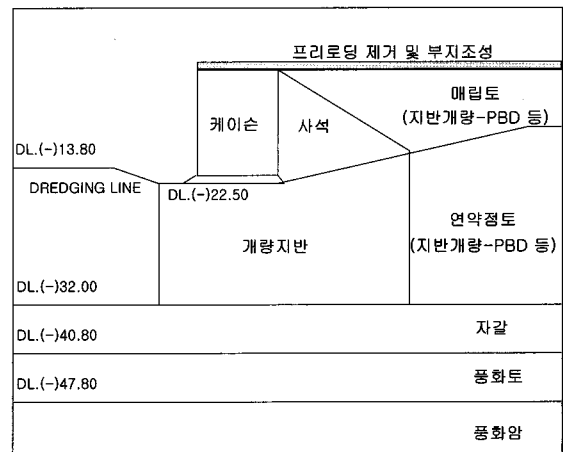 프리로딩 제거 및 부지조성
매립토
(지반개량-PBD 등)
케이슨
사석
DL.(-)13.80
DREDGING LINE
DL.(-)22.50
연약점토
(지반개량-PBD 등)
개량지반
DL.(-)32.00
DL.(-)40.80
자갈
DL.(-)47.80
풍화토
풍화암